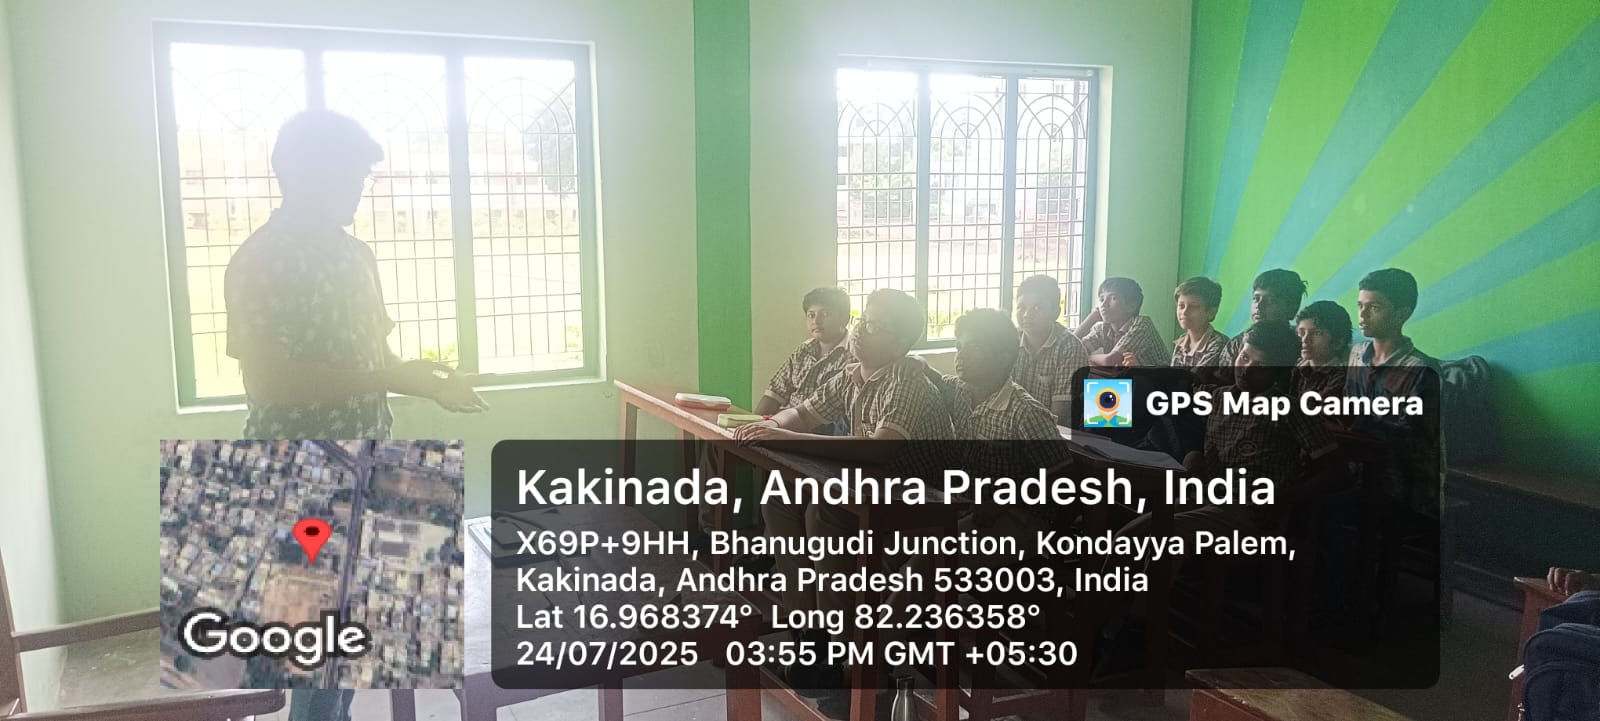 GPS Map Camera
Kakinada, Andhra Pradesh, India
X69P+9HH, Bhanugudi Junction, Kondayya Palem,
Kakinada, Andhra Pradesh 533003, India
Lat 16.968374° Long 82.236358°
24/07/2025 03:55 PM GMT +05:30
Google